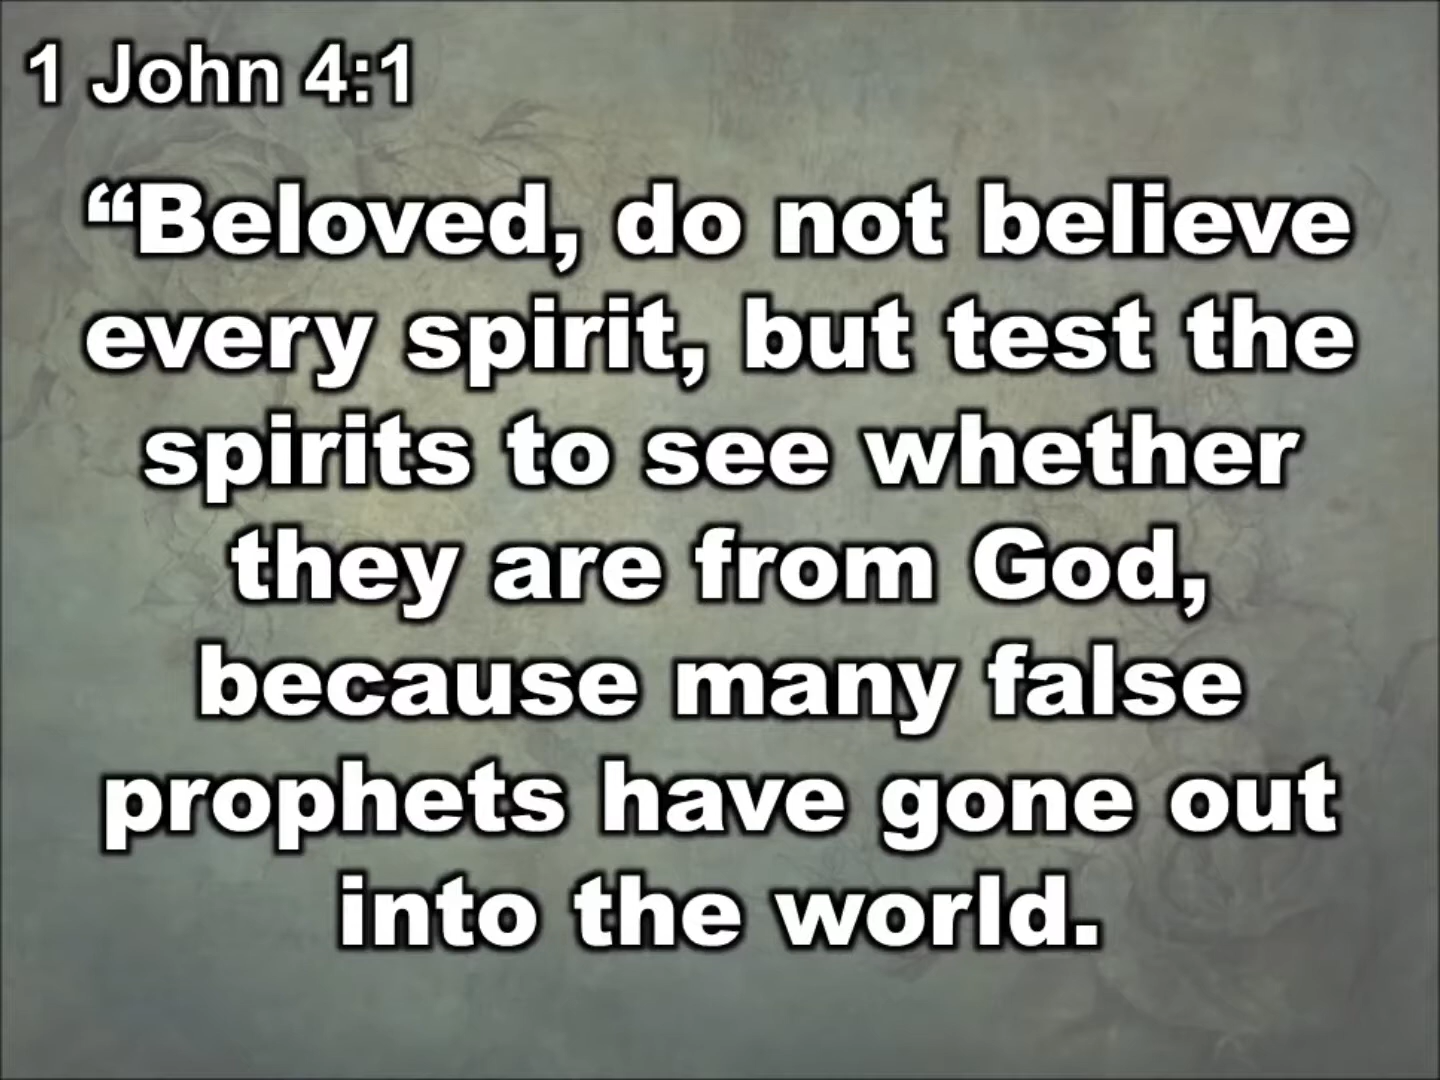 1 John 4:1
“Beloved, do not believe
every spirit, but test the
spirits to see whether
they are from God,
because many false
prophets have gone out
into the world.